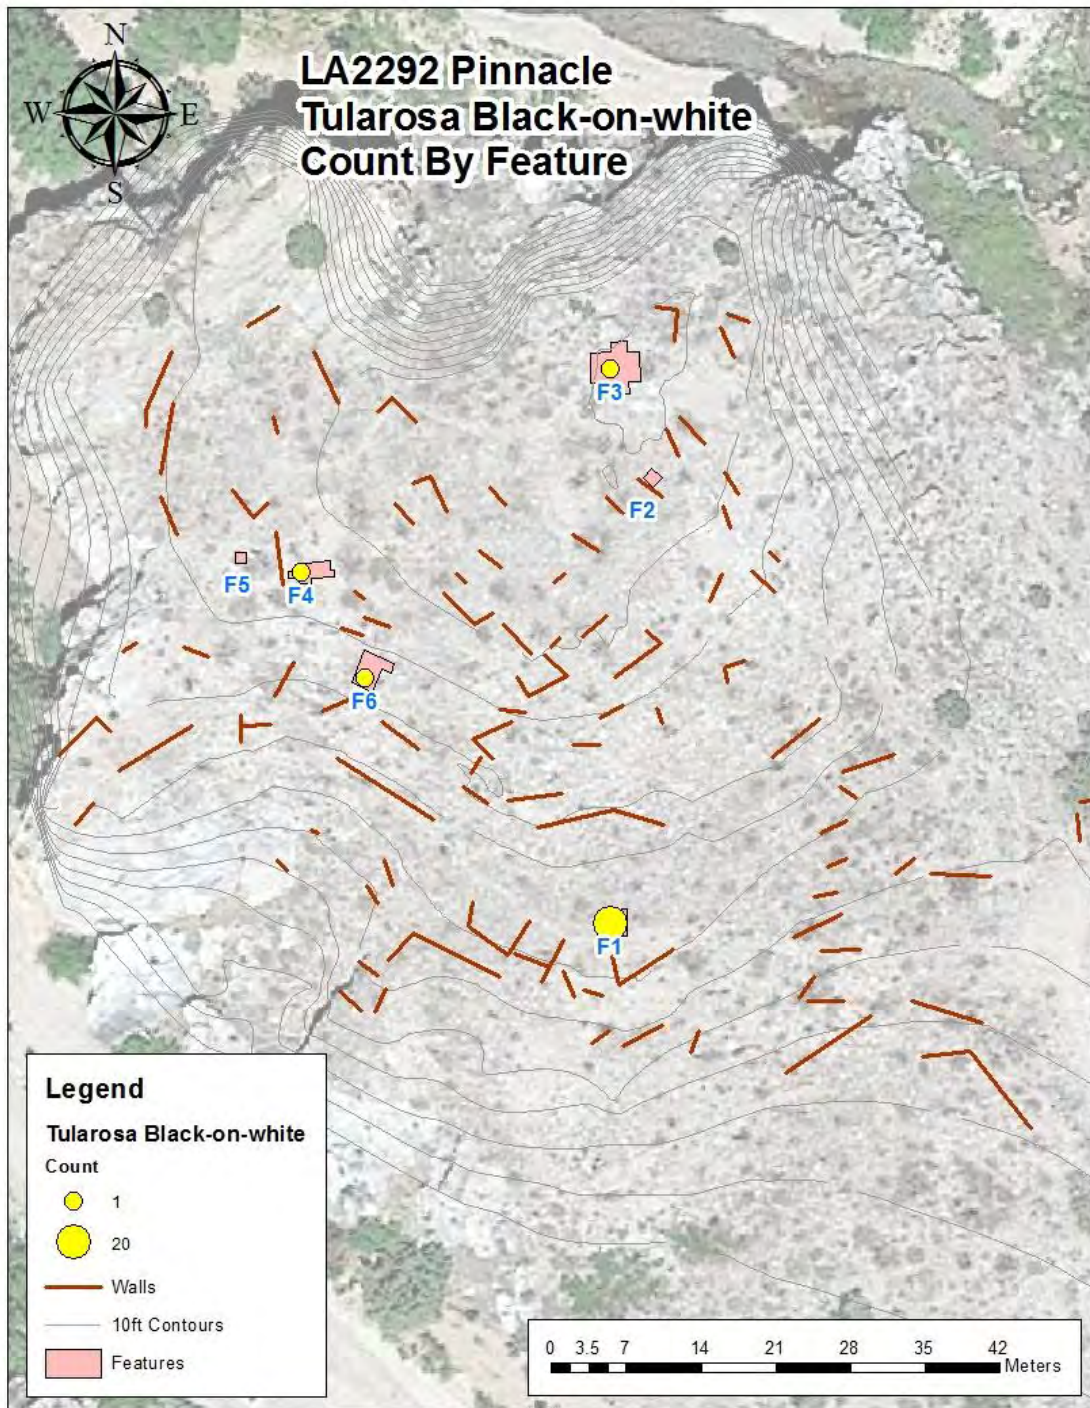 N
W E
S
LA2292 Pinnacle
Tularosa Black-on-white
Count By Feature
F3
F2
F5
F4
F6
F1
Legend
Tularosa Black-on-white
Count
1
20
Walls
10ft Contours
Features
0 3.5 7 14 21 28 35 42
Meters